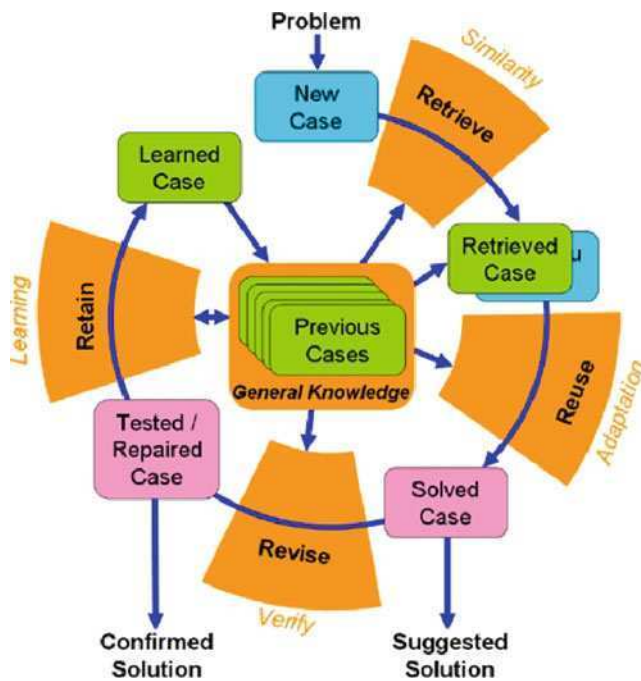 Problem
Similarity
Retrieve
New
Case
Learned
Case
Retrieved
Case
Previous
Cases
General Knowledge
Learning
Retain
Reuse
Adaptation
Tested /
Repaired
Case
Solved
Case
Revise
Verify
Confirmed
Solution
Suggested
Solution